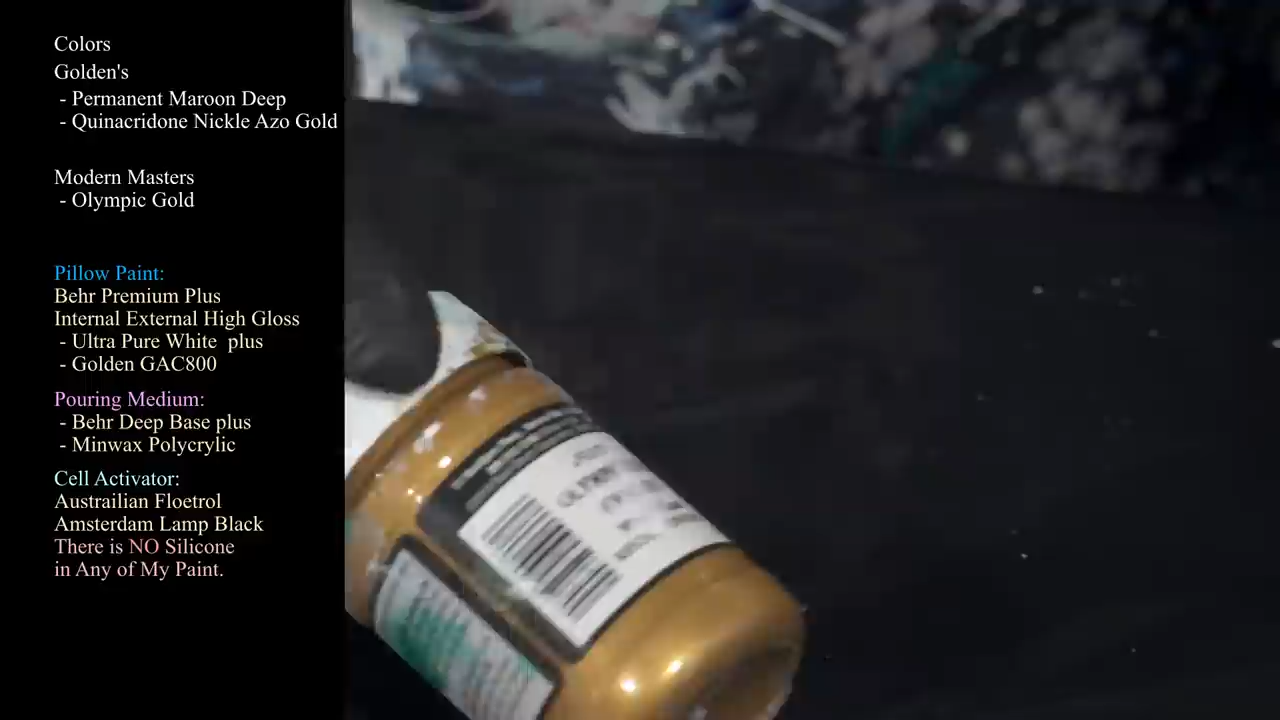 Colors
Golden's
- Permanent Maroon Deep
- Quinacridone Nickle Azo Gold
Modern Masters
- Olympic Gold
Pillow Paint:
Behr Premium Plus
Internal External High Gloss
- Ultra Pure White plus
- Golden GAC800
Pouring Medium:
- Behr Deep Base plus
- Minwax Polycrylic
Cell Activator:
Austrailian Floetrol
Amsterdam Lamp Black
There is NO Silicone
in Any of My Paint.